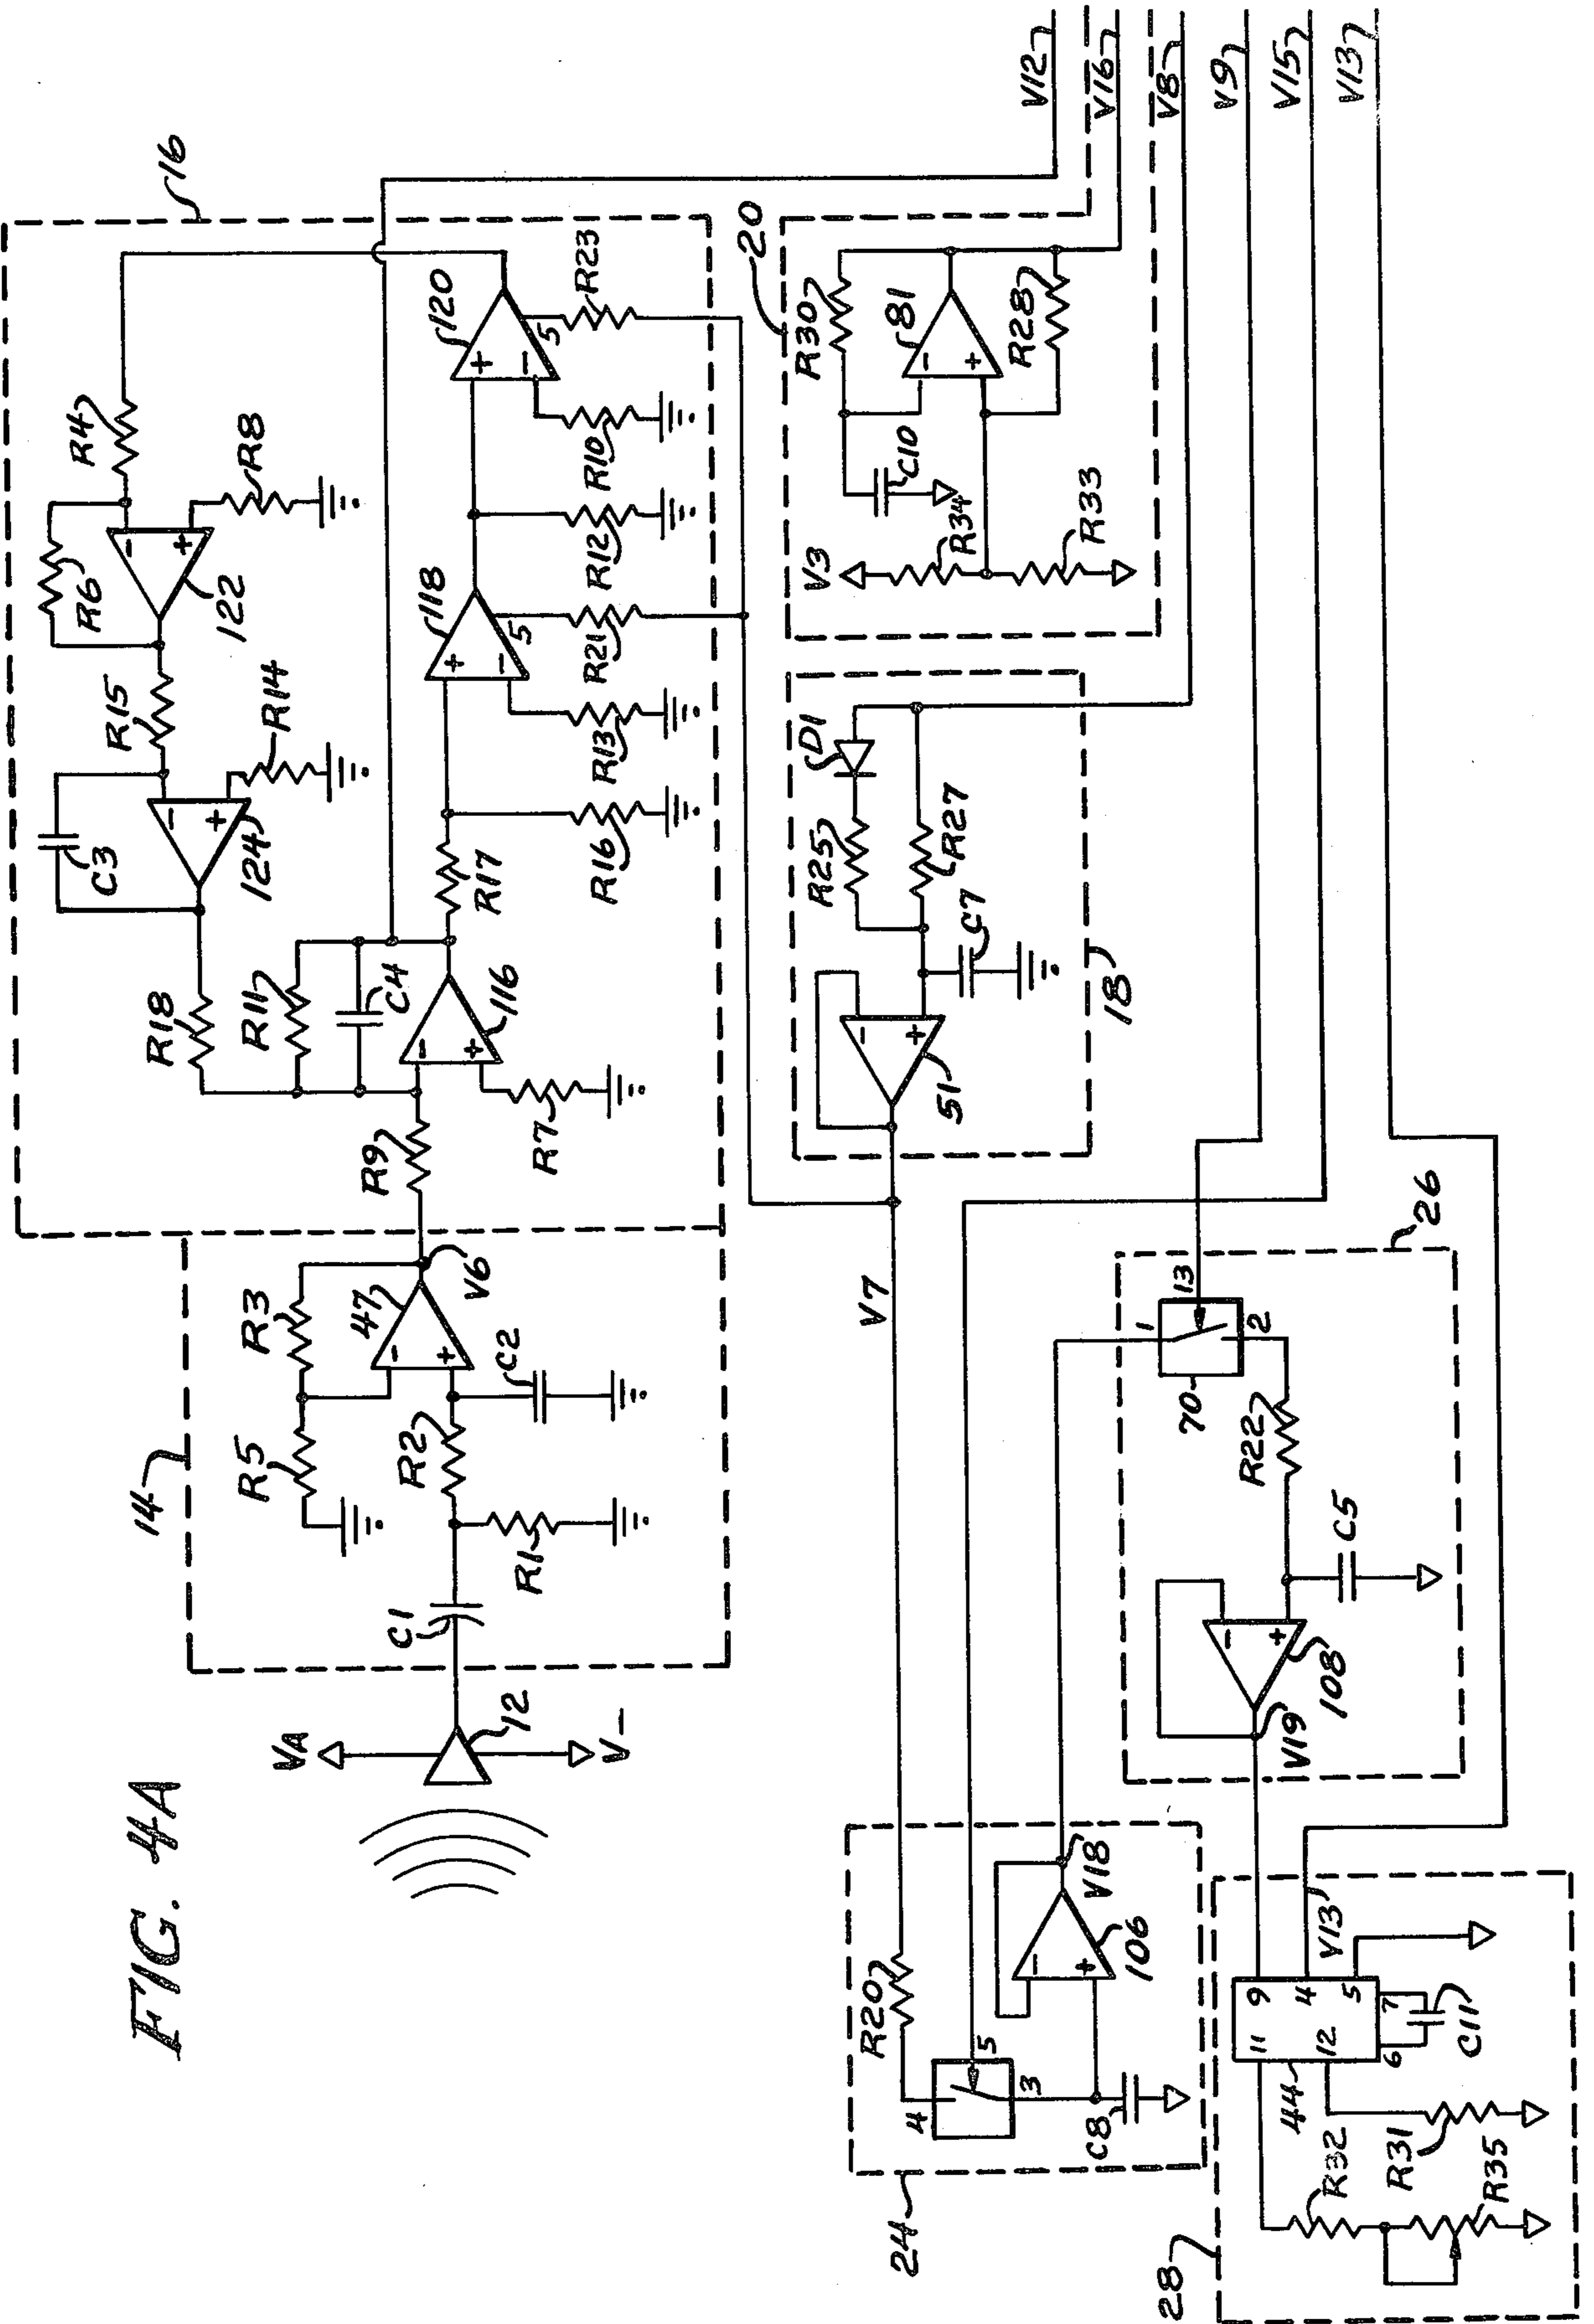 FIG. 4A
16
R4
R6
122
R8
R15
C3
124
R14
R18
R11
C4
116
R7
R9
R17
R16
118
5
R13
R21
R12
120
5
R10
R23
V12
V16
V8
V9
V15
V13
14
R3
R5
47
V6
R2
C2
R1
C1
VA
12
V-
20
R30
81
R28
C10
V3
R34
R33
D1
R25
R27
C7
51
18
V7
26
13
1
2
70
R22
C5
108
V19
24
R20
4
5
3
C8
106
V18
28
9
11
4
12
5
7
6
44
V13
C11
R32
R31
R35
- + - + + - + - - + - + - + - + - + - +